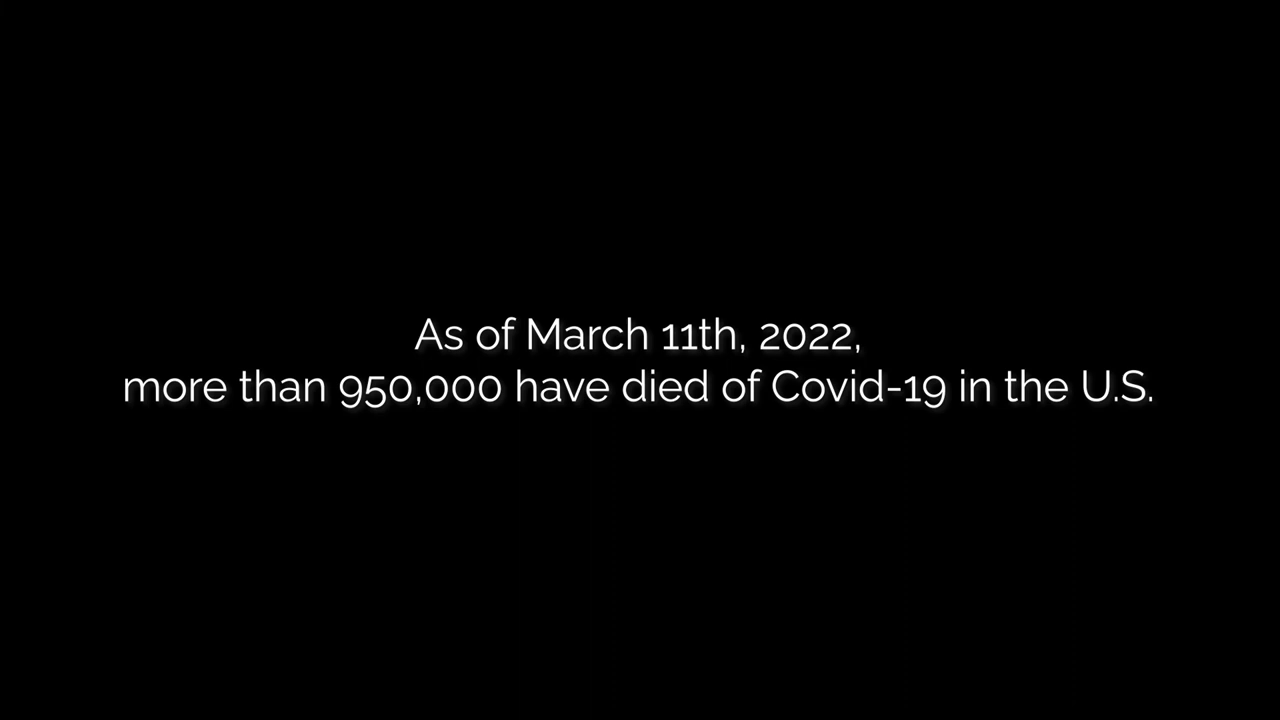 As of March 11th, 2022,
more than 950,000 have died of Covid-19 in the U.S.